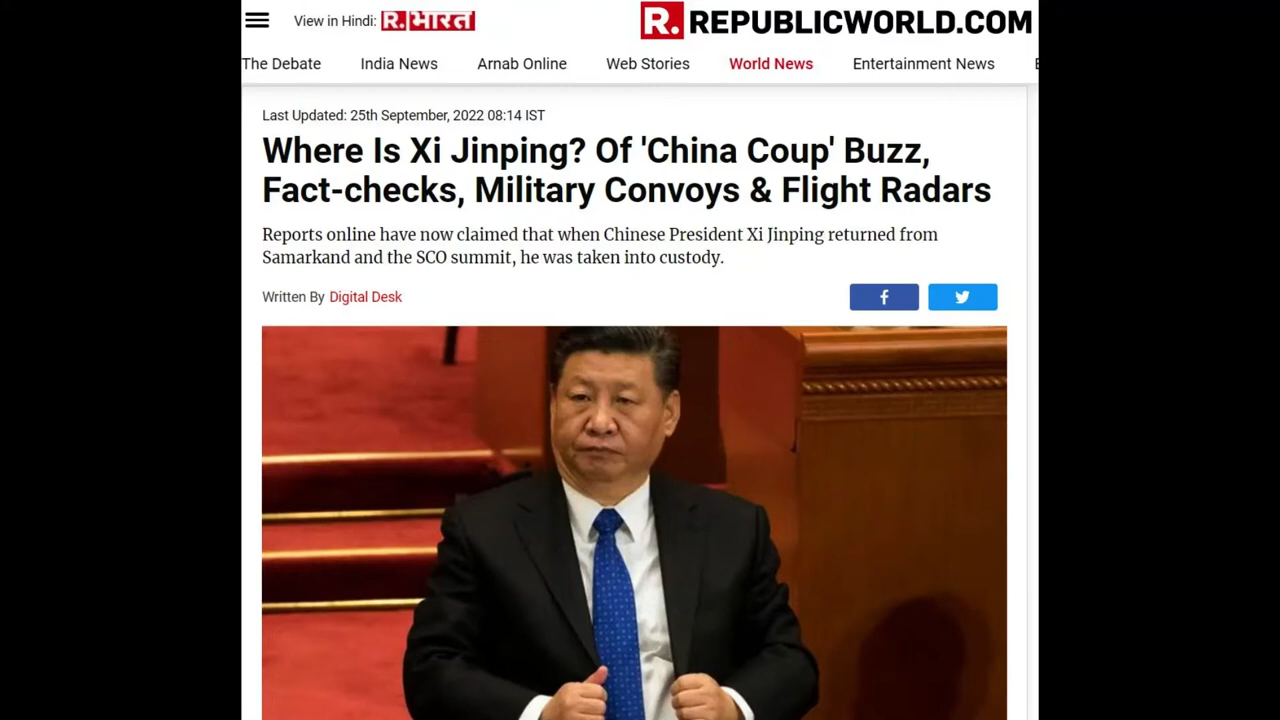 View in Hindi: R.भारत
R. REPUBLICWORLD.COM
The Debate India News Arnab Online Web Stories World News Entertainment News
Last Updated: 25th September, 2022 08:14 IST
Where Is Xi Jinping? Of 'China Coup' Buzz,
Fact-checks, Military Convoys & Flight Radars
Reports online have now claimed that when Chinese President Xi Jinping returned from
Samarkand and the SCO summit, he was taken into custody.
Written By Digital Desk